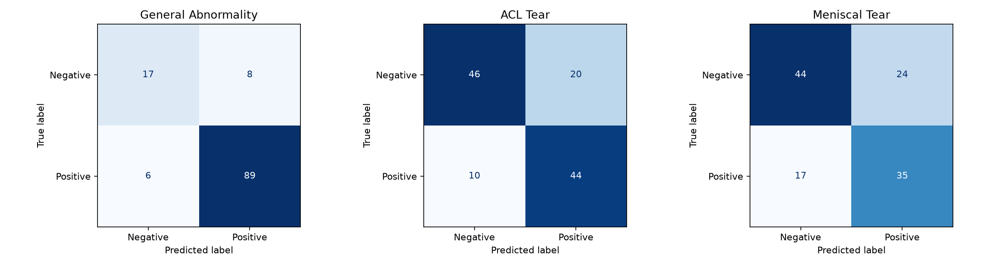 General Abnormality
Negative
Positive
True label
17
8
6
89
Negative
Positive
Predicted label
ACL Tear
Negative
Positive
True label
46
20
10
44
Negative
Positive
Predicted label
Meniscal Tear
Negative
Positive
True label
44
24
17
35
Negative
Positive
Predicted label